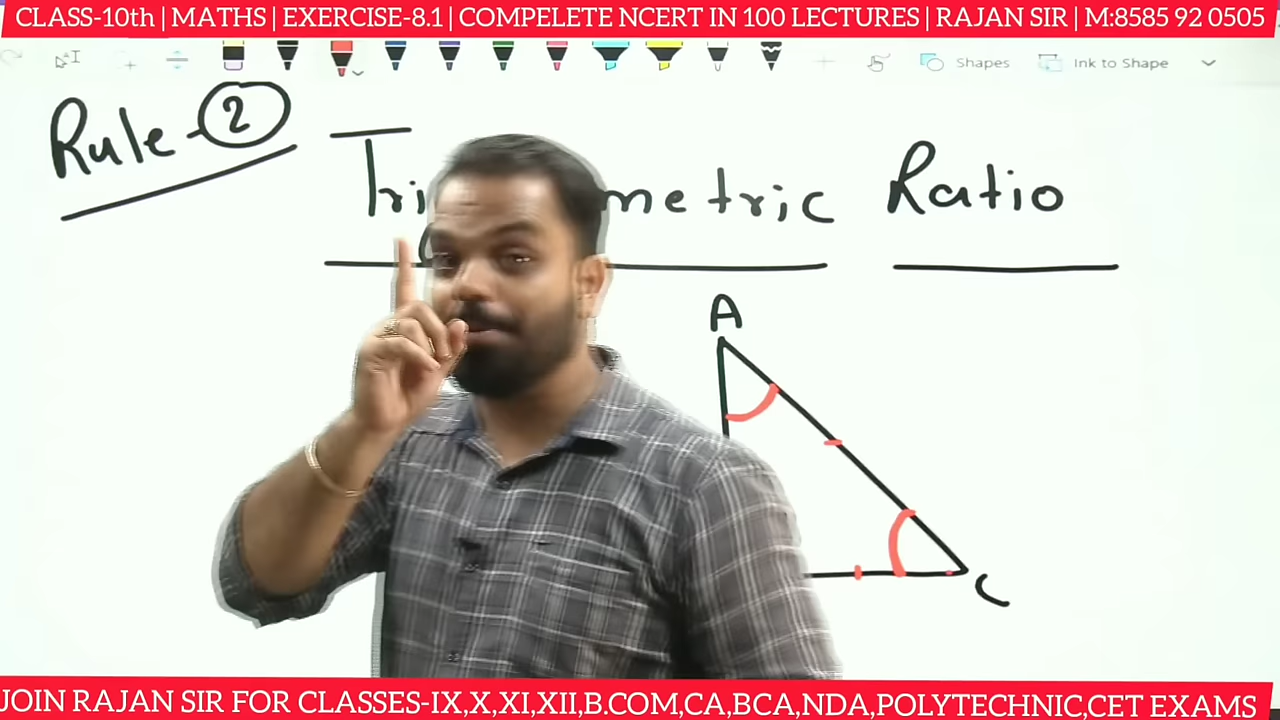 CLASS-10th | MATHS | EXERCISE-8.1 | COMPELETE NCERT IN 100 LECTURES | RAJAN SIR | M:8585 92 0505
Shapes Ink to Shape
Rule-2
Tri metric Ratio
A
C
JOIN RAJAN SIR FOR CLASSES-IX,X,XI,XII,B.COM,CA,BCA,NDA,POLYTECHNIC,CET EXAMS